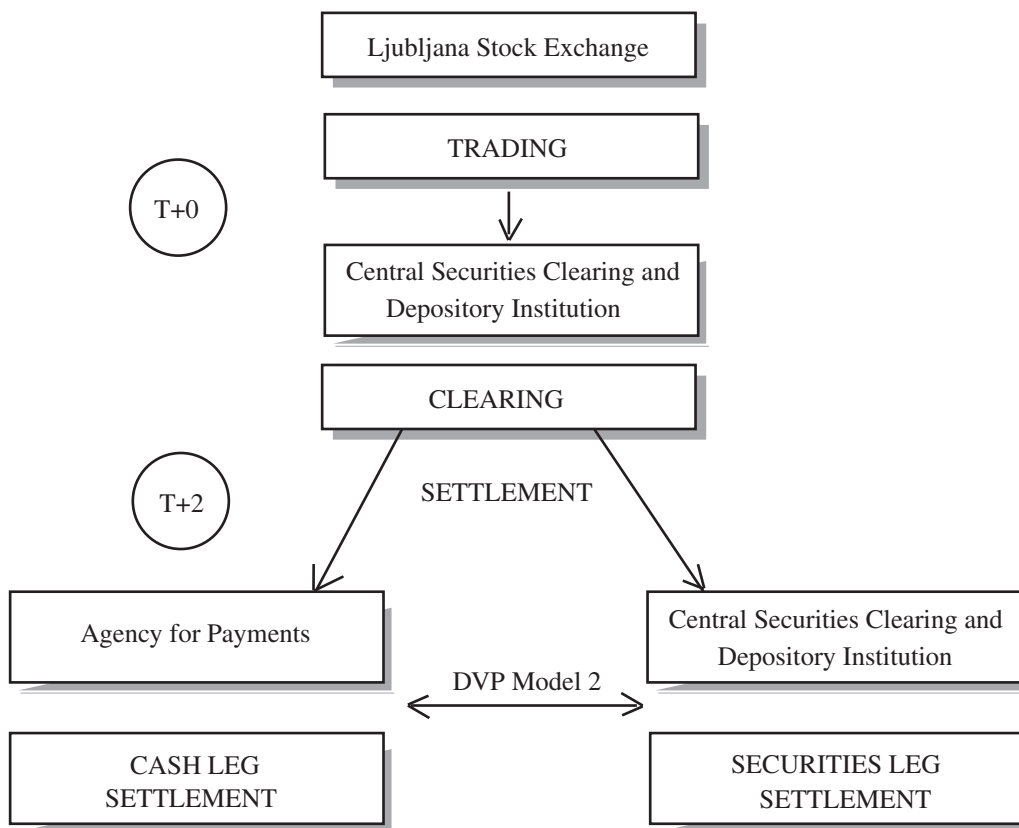 Ljubljana Stock Exchange
TRADING
T+0
Central Securities Clearing and
Depository Institution
CLEARING
SETTLEMENT
T+2
Agency for Payments
Central Securities Clearing and
Depository Institution
DVP Model 2
CASH LEG
SETTLEMENT
SECURITIES LEG
SETTLEMENT